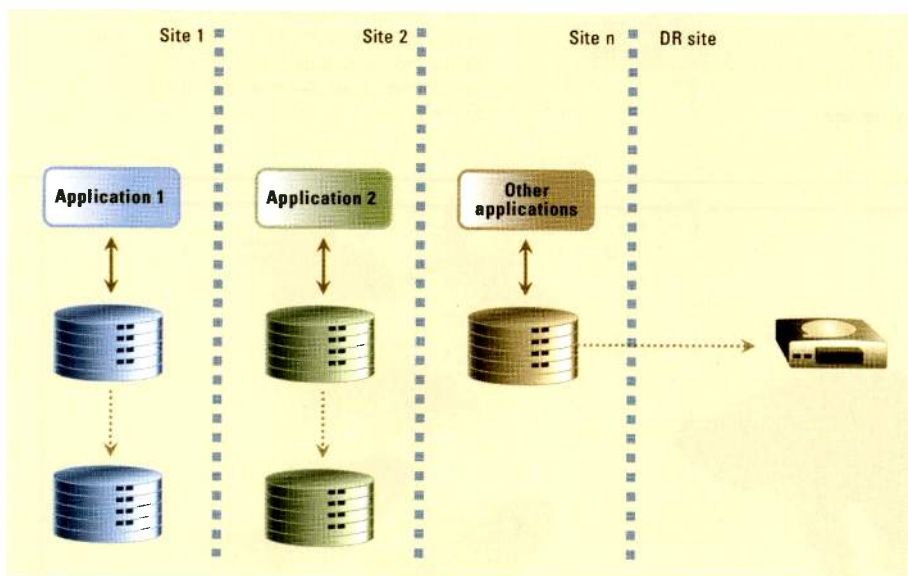 Site 1
Site 2
Site n
DR site
Application 1
Application 2
Other
applications